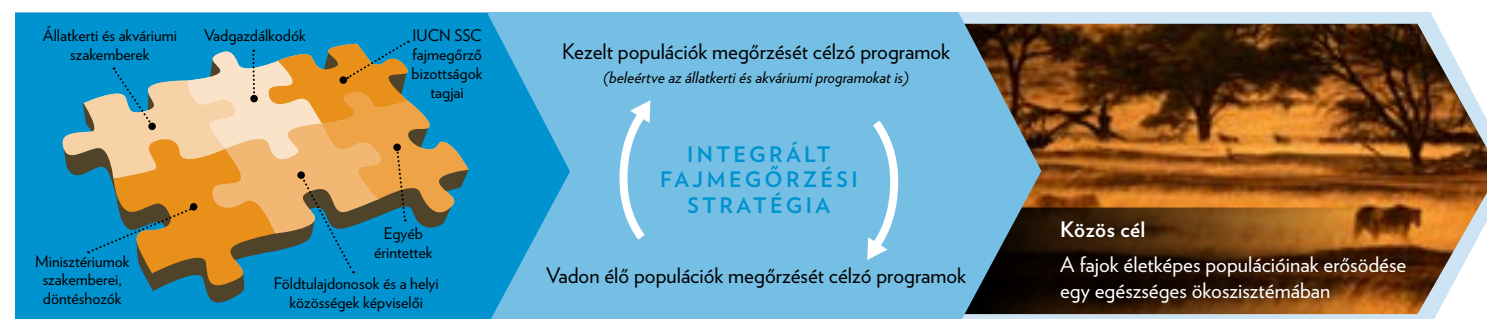 Állatkerti és akváriumi
szakemberek
Vadgazdálkodók
IUCN SSC
fajmegőrző
bizottságok
tagjai
Minisztériumok
szakemberei,
döntéshozók
Földtulajdonosok és a helyi
közösségek képviselői
Egyéb
érintettek
Kezelt populációk megőrzését célzó programok
(beleértve az állatkerti és akváriumi programokat is)
INTEGRÁLT
FAJMEGŐRZÉSI
STRATÉGIA
Vadon élő populációk megőrzését célzó programok
Közös cél
A fajok életképes populációinak erősödése
egy egészséges ökoszisztémában